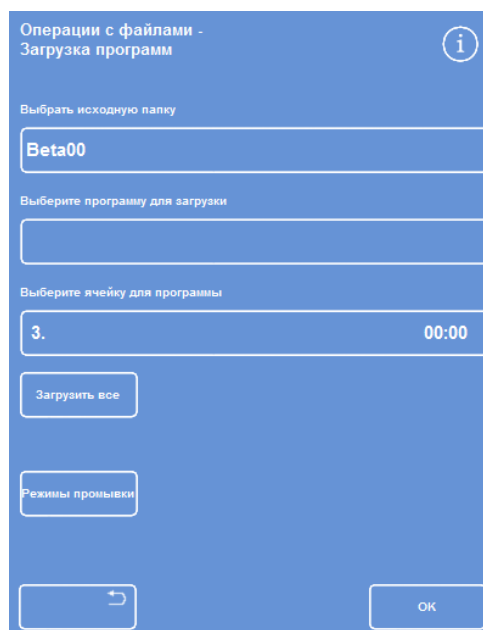 Операции с файлами -
Загрузка программ
i
Выбрать исходную папку
Beta00
Выберите программу для загрузки
Выберите ячейку для программы
3. 00:00
Загрузить все
Режимы промывки
ОК